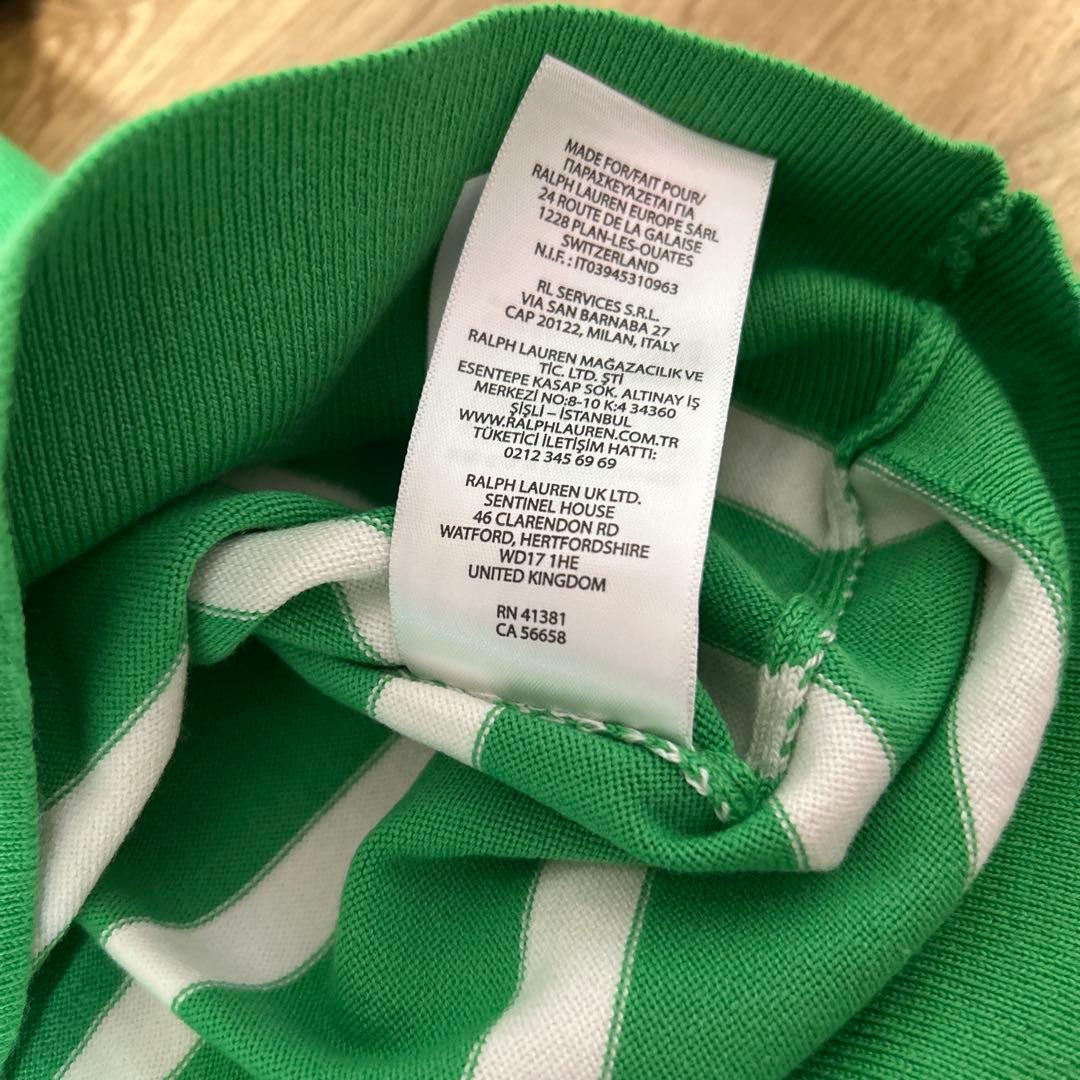 MADE FOR/FAIT POUR/
ΠΑΡΑΣΚΕΥΑΖΕΤΑΙ ΓΙΑ
RALPH LAUREN EUROPE SÁRL
24 ROUTE DE LA GALAISE
1228 PLAN-LES-OUATES
SWITZERLAND
N.I.F. : IT03945310963
RL SERVICES S.R.L.
VIA SAN BARNABA 27
CAP 20122, MILAN, ITALY
RALPH LAUREN MAĞAZACILIK VE
TİC. LTD. ŞTİ
ESENTEPE KASAP SOK. ALTINAY İŞ
MERKEZİ NO:8-10 K:4 34360
ŞİŞLİ – İSTANBUL
WWW.RALPHLAUREN.COM.TR
TÜKETİCİ İLETİŞİM HATTI:
0212 345 69 69
RALPH LAUREN UK LTD.
SENTINEL HOUSE
46 CLARENDON RD
WATFORD, HERTFORDSHIRE
WD17 1HE
UNITED KINGDOM
RN 41381
CA 56658